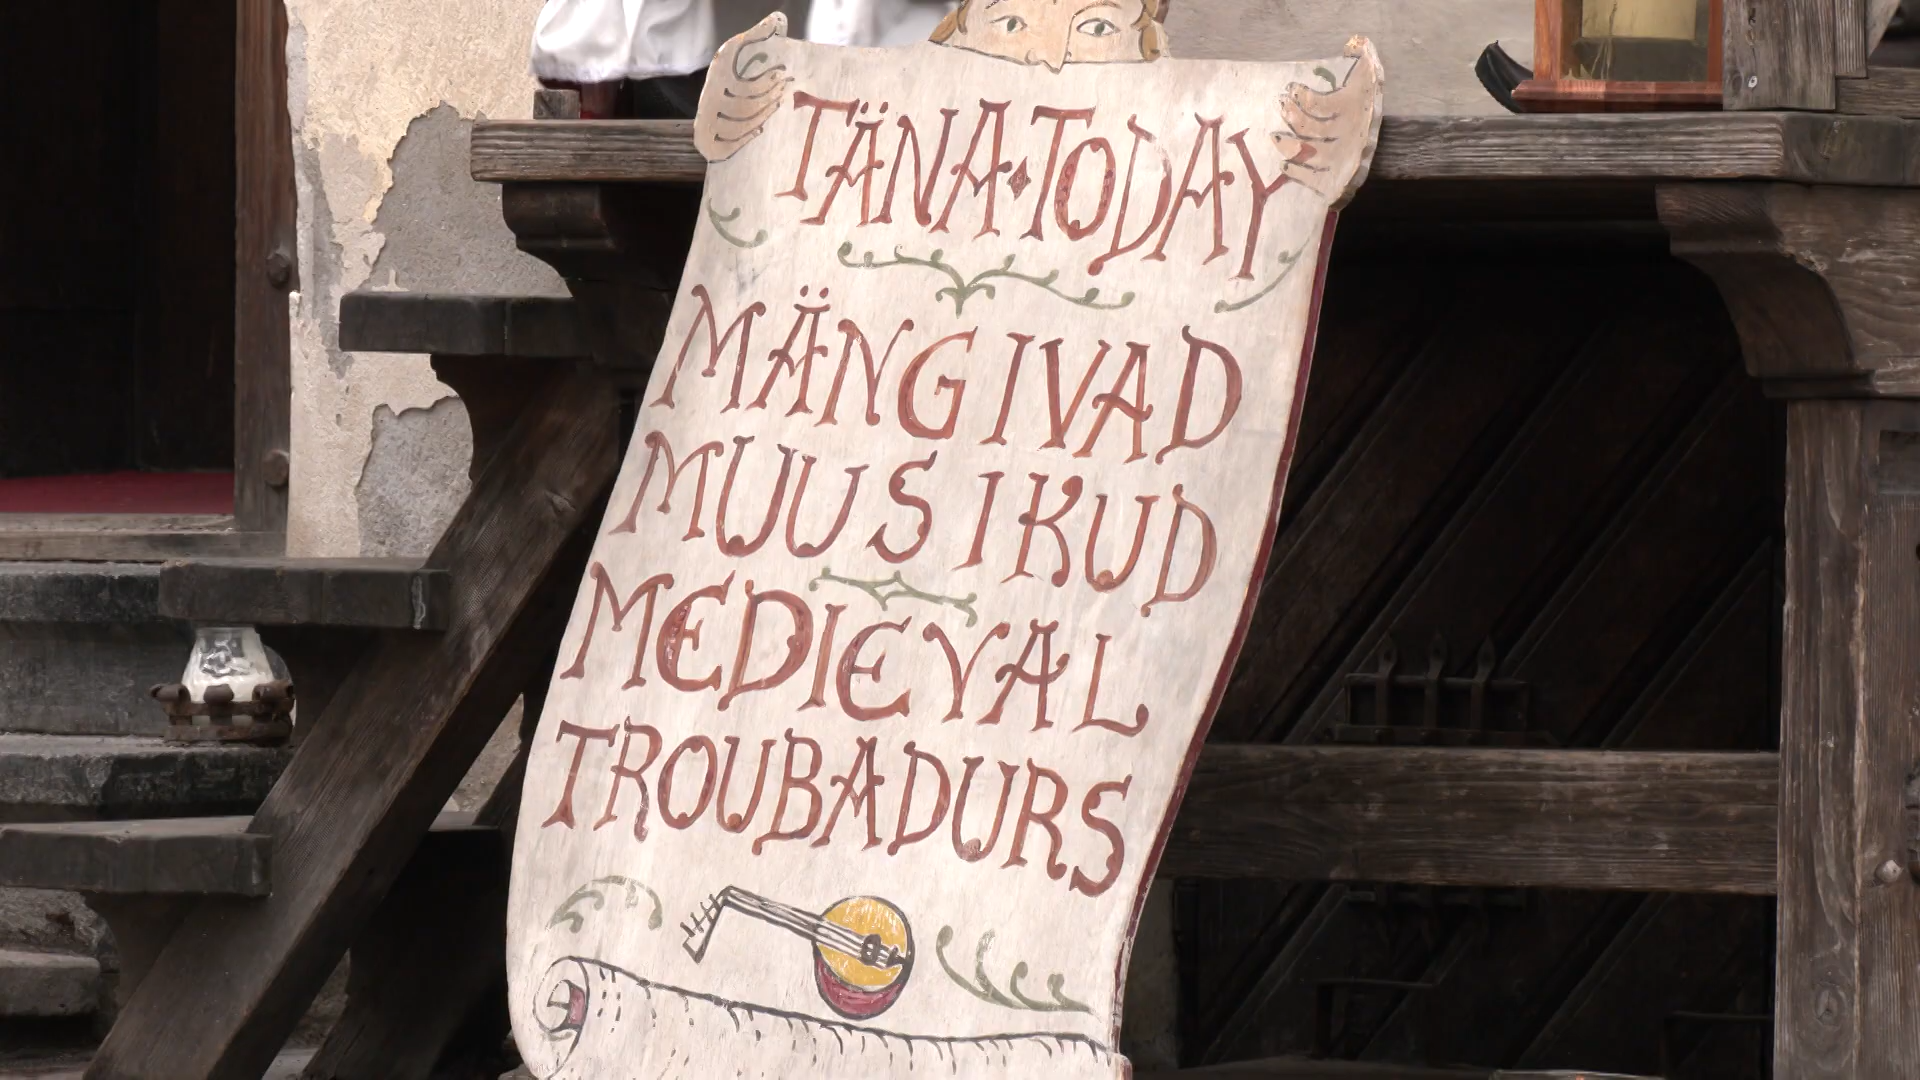 TÄNA·TODAY
MÄNGIVAD
MUUSIKUD
MEDIEVAL
TROUBADURS